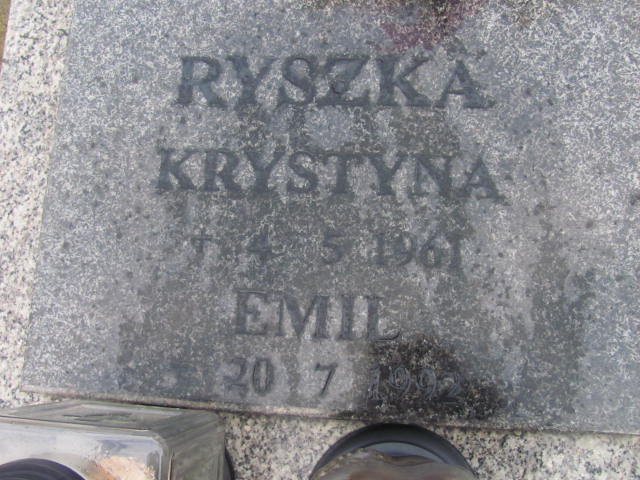 RYSZKA
KRYSTYNA
+ 4 5 1961
EMIL
20 7 1992